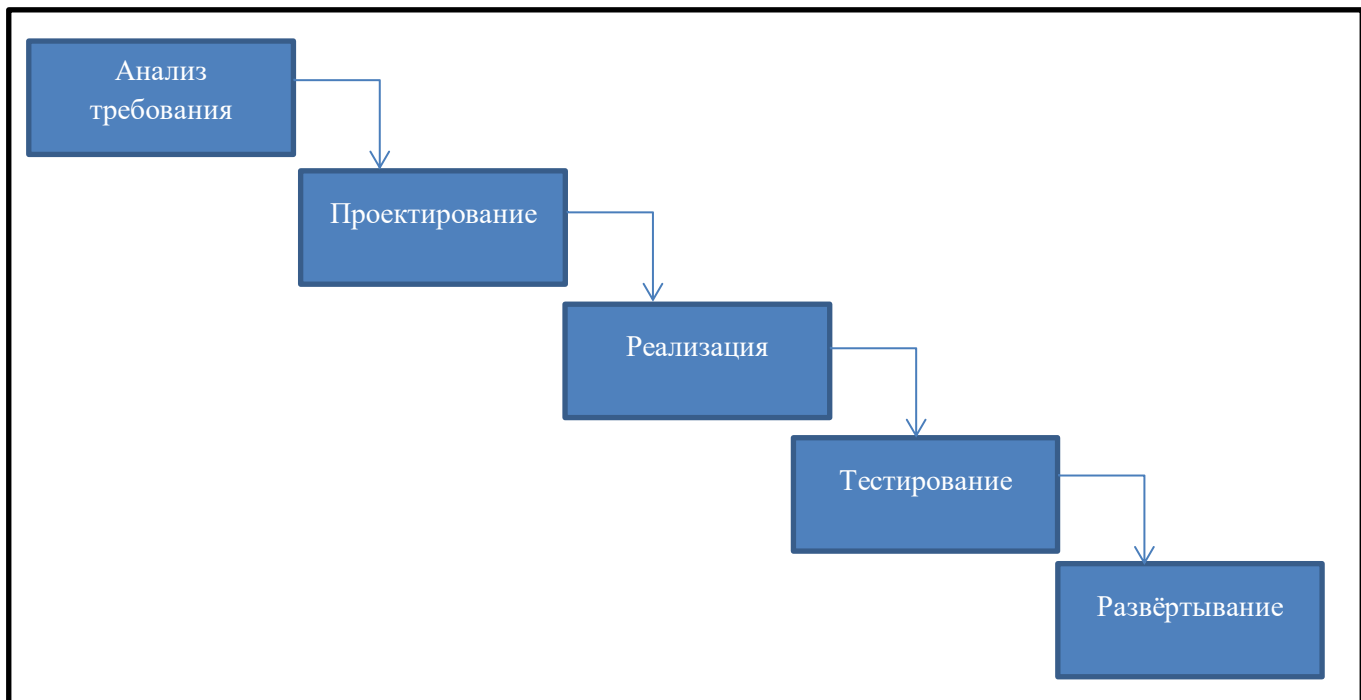 Анализ
требования
Проектирование
Реализация
Тестирование
Развёртывание